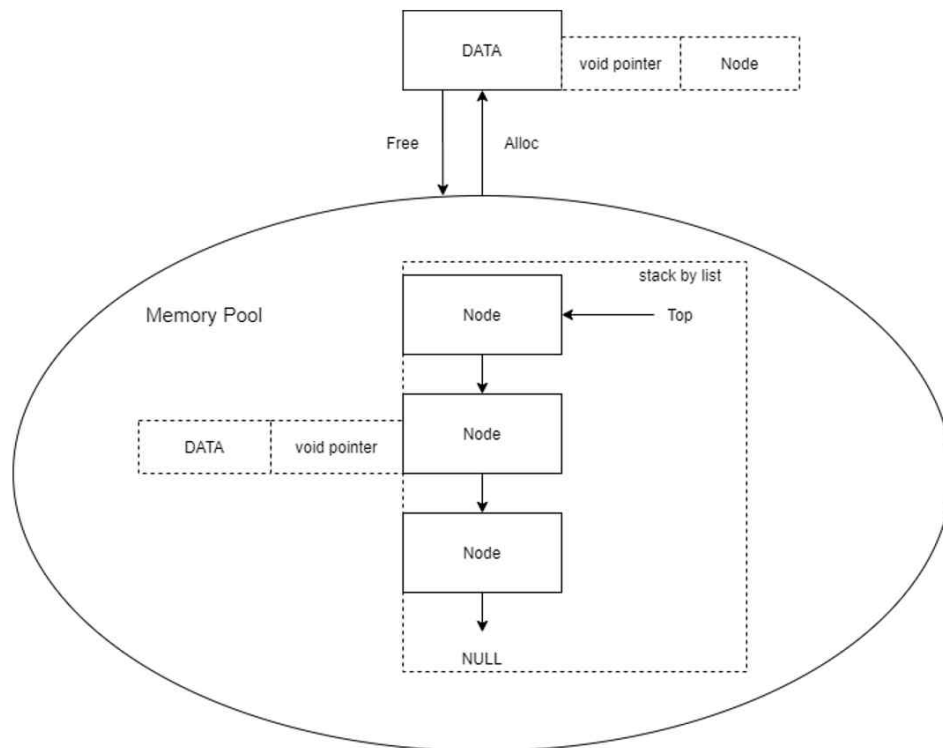 DATA
void pointer
Node
Free
Alloc
stack by list
Memory Pool
Node
Top
DATA
void pointer
Node
Node
NULL